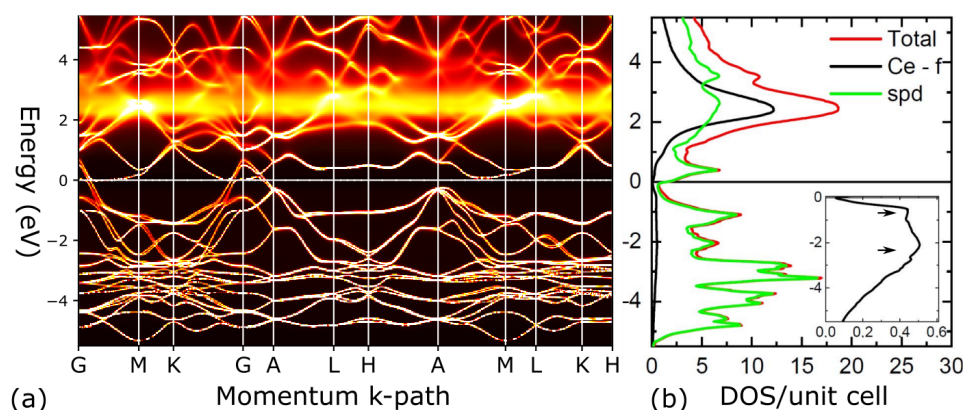 Energy (eV)
4
2
0
−2
−4
G M K G A L H A M L K H
(a) Momentum k-path
4
2
0
-2
-4
Total
Ce - f
spd
0
-2
-4
0.0 0.2 0.4 0.6
0 5 10 15 20 25 30
(b) DOS/unit cell